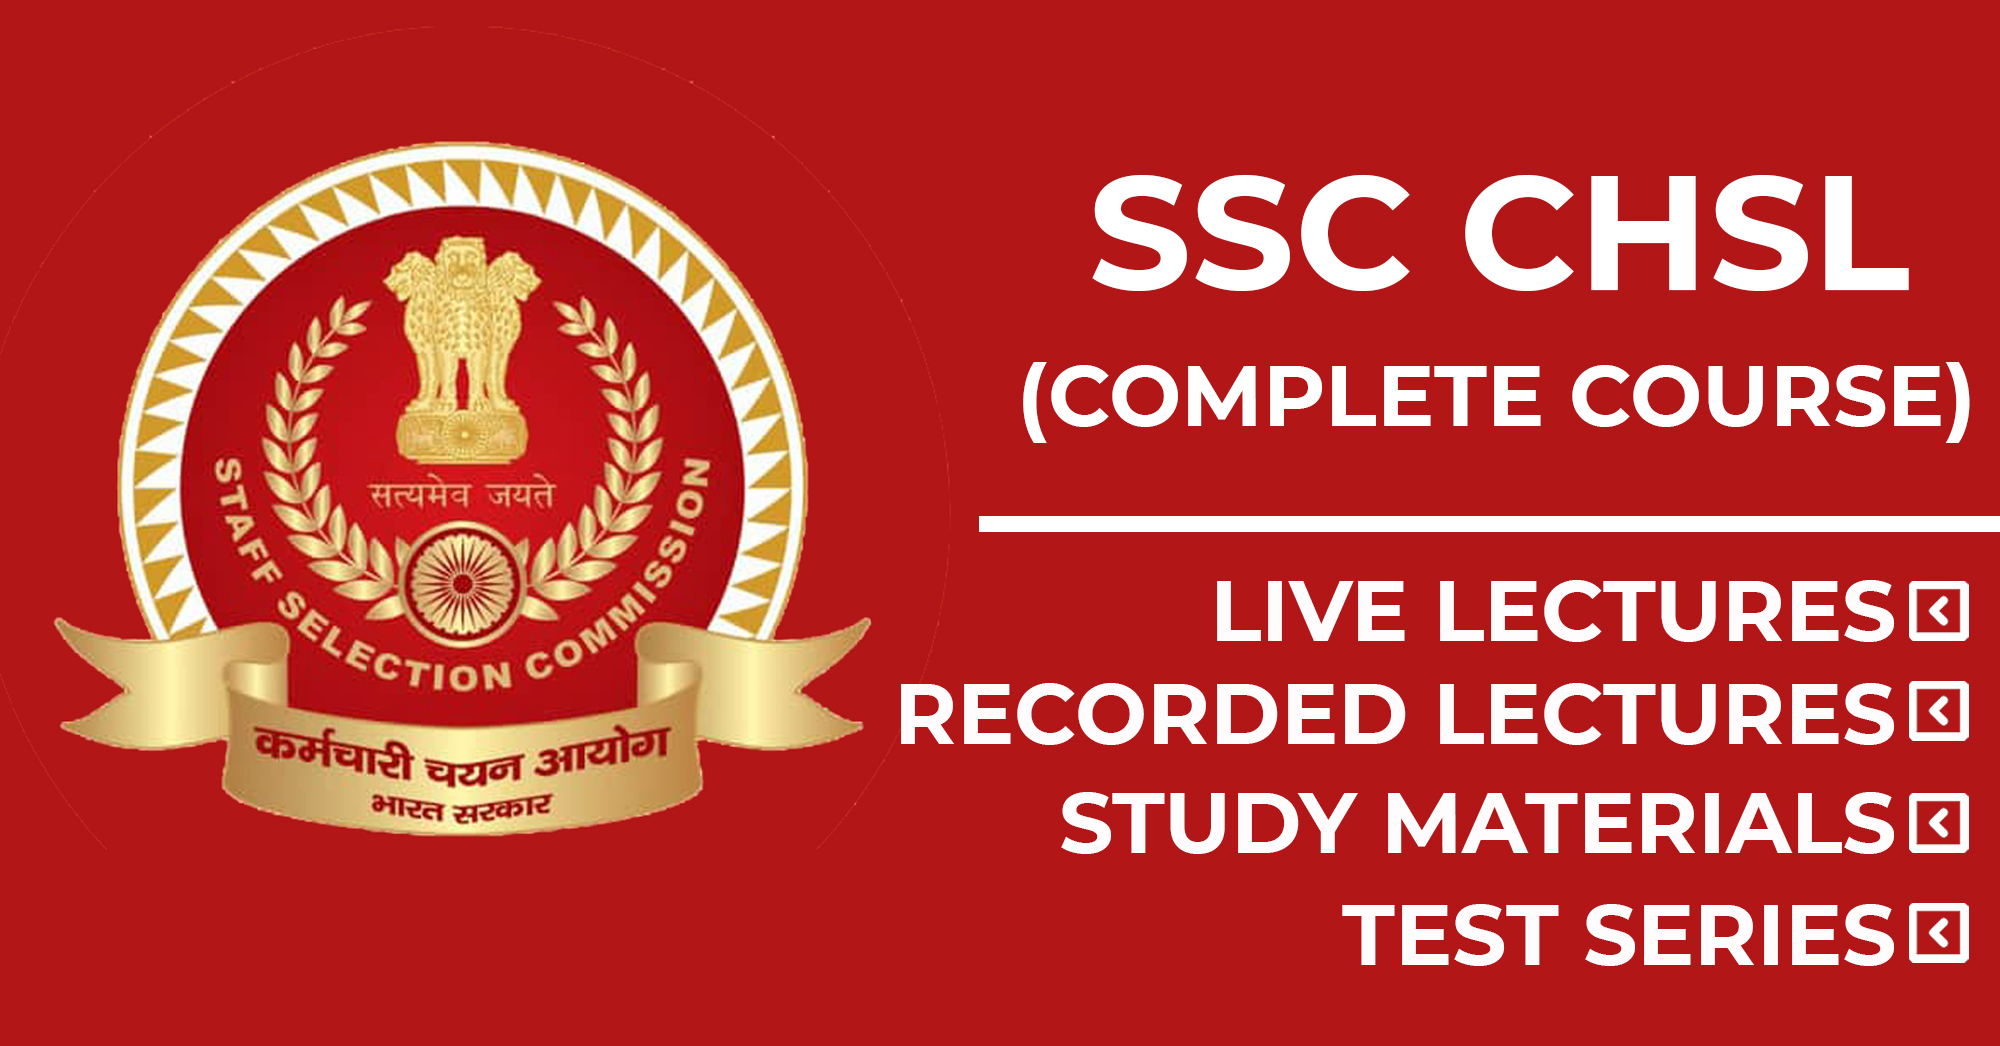 सत्यमेव जयते
STAFF SELECTION COMMISSION
कर्मचारी चयन आयोग
भारत सरकार
SSC CHSL
(COMPLETE COURSE)
LIVE LECTURES
RECORDED LECTURES
STUDY MATERIALS
TEST SERIES